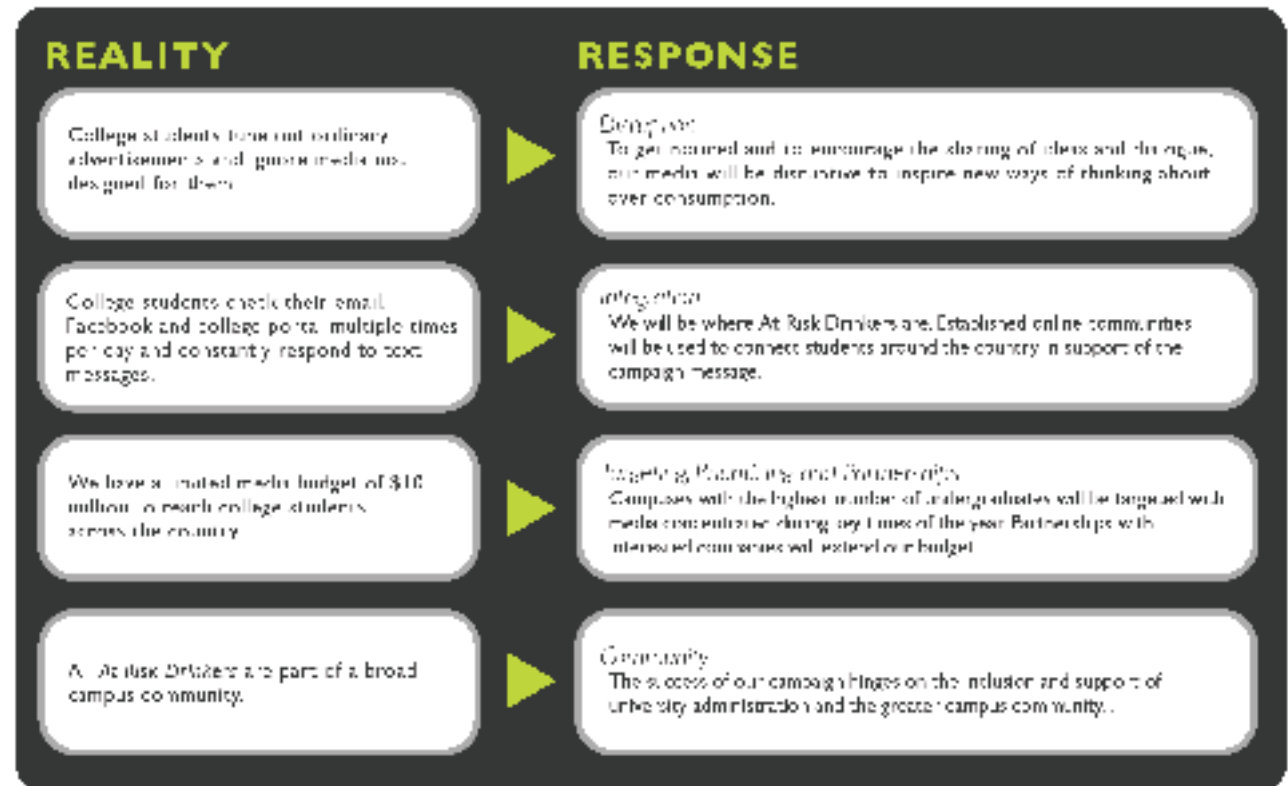 REALITY
RESPONSE
College students tune out ordinary
advertisements and ignore media not
designed for them
Disruption
To get noticed and to encourage the sharing of ideas and dialogue,
our media will be disruptive to inspire new ways of thinking about
over-consumption.
College students check their email
Facebook and college portal multiple times
per day and constantly respond to text
messages.
Integration
We will be where At Risk Drinkers are. Established online communities
will be used to connect students around the country in support of the
campaign message.
We have a limited media budget of $10
million to reach college students
across the country
Targeting, and Partnerships
Campuses with the highest number of undergraduates will be targeted with
media concentrated during key times of the year. Partnerships with
interested companies will extend our budget
All At Risk Drinkers are part of a broad
campus community.
Community
The success of our campaign hinges on the inclusion and support of
university administration and the greater campus community..